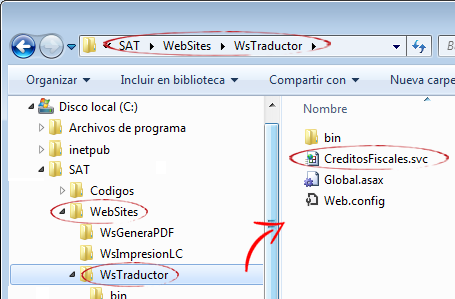 SAT WebSites WsTraductor
Organizar Incluir en biblioteca Compartir con Nueva carpe
Disco local (C:)
Archivos de programa
inetpub
SAT
Codigos
WebSites
WsGeneraPDF
WsImpresionLC
WsTraductor
bin
Nombre
bin
CreditosFiscales.svc
Global.asax
Web.config